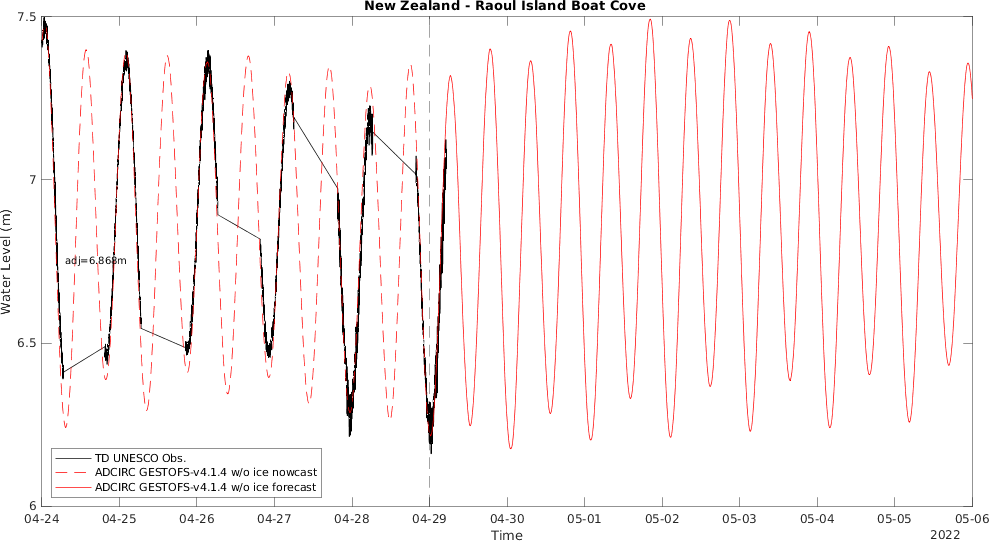 New Zealand - Raoul Island Boat Cove
7.5
7
6.5
6
Water Level (m)
adj=6.868m
TD UNESCO Obs.
ADCIRC GESTOFS-v4.1.4 w/o ice nowcast
ADCIRC GESTOFS-v4.1.4 w/o ice forecast
04-24 04-25 04-26 04-27 04-28 04-29 04-30 05-01 05-02 05-03 05-04 05-05 05-06
Time
2022